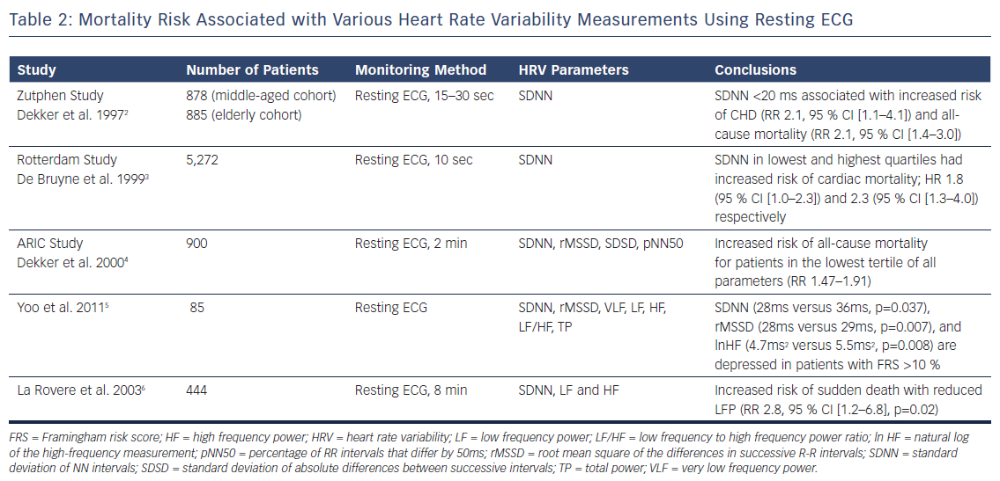 Table 2: Mortality Risk Associated with Various Heart Rate Variability Measurements Using Resting ECG
Study Number of Patients Monitoring Method HRV Parameters Conclusions
Zutphen Study 878 (middle-aged cohort) Resting ECG, 15–30 sec SDNN SDNN <20 ms associated with increased risk
Dekker et al. 1997² 885 (elderly cohort) of CHD (RR 2.1, 95 % CI [1.1–4.1]) and all-
cause mortality (RR 2.1, 95 % CI [1.4–3.0])
Rotterdam Study 5,272 Resting ECG, 10 sec SDNN SDNN in lowest and highest quartiles had
De Bruyne et al. 1999³ increased risk of cardiac mortality; HR 1.8
(95 % CI [1.0–2.3]) and 2.3 (95 % CI [1.3–4.0])
respectively
ARIC Study 900 Resting ECG, 2 min SDNN, rMSSD, SDSD, pNN50 Increased risk of all-cause mortality
Dekker et al. 2000⁴ for patients in the lowest tertile of all
parameters (RR 1.47–1.91)
Yoo et al. 2011⁵ 85 Resting ECG SDNN, rMSSD, VLF, LF, HF, SDNN (28ms versus 36ms, p=0.037),
LF/HF, TP rMSSD (28ms versus 29ms, p=0.007), and
lnHF (4.7ms² versus 5.5ms², p=0.008) are
depressed in patients with FRS >10 %
La Rovere et al. 2003⁶ 444 Resting ECG, 8 min SDNN, LF and HF Increased risk of sudden death with reduced
LFP (RR 2.8, 95 % CI [1.2–6.8], p=0.02)
FRS = Framingham risk score; HF = high frequency power; HRV = heart rate variability; LF = low frequency power; LF/HF = low frequency to high frequency power ratio; ln HF = natural log
of the high-frequency measurement; pNN50 = percentage of RR intervals that differ by 50ms; rMSSD = root mean square of the differences in successive R-R intervals; SDNN = standard
deviation of NN intervals; SDSD = standard deviation of absolute differences between successive intervals; TP = total power; VLF = very low frequency power.